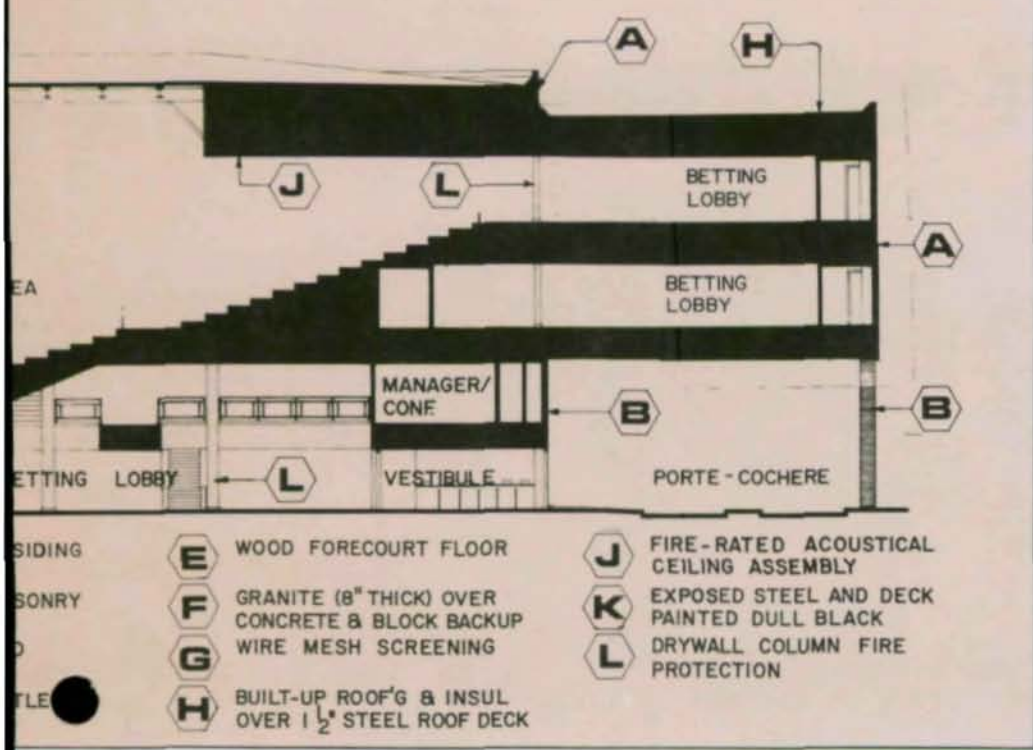 A
H
J
L
BETTING
LOBBY
A
EA
BETTING
LOBBY
MANAGER/
CONF.
B
B
ETTING LOBBY
L
VESTIBULE
PORTE-COCHERE
SIDING
SONRY
TLE
E WOOD FORECOURT FLOOR
F GRANITE (8" THICK) OVER
CONCRETE & BLOCK BACKUP
G WIRE MESH SCREENING
H BUILT-UP ROOF'G & INSUL
OVER 1 1/2" STEEL ROOF DECK
J FIRE-RATED ACOUSTICAL
CEILING ASSEMBLY
K EXPOSED STEEL AND DECK
PAINTED DULL BLACK
L DRYWALL COLUMN FIRE
PROTECTION